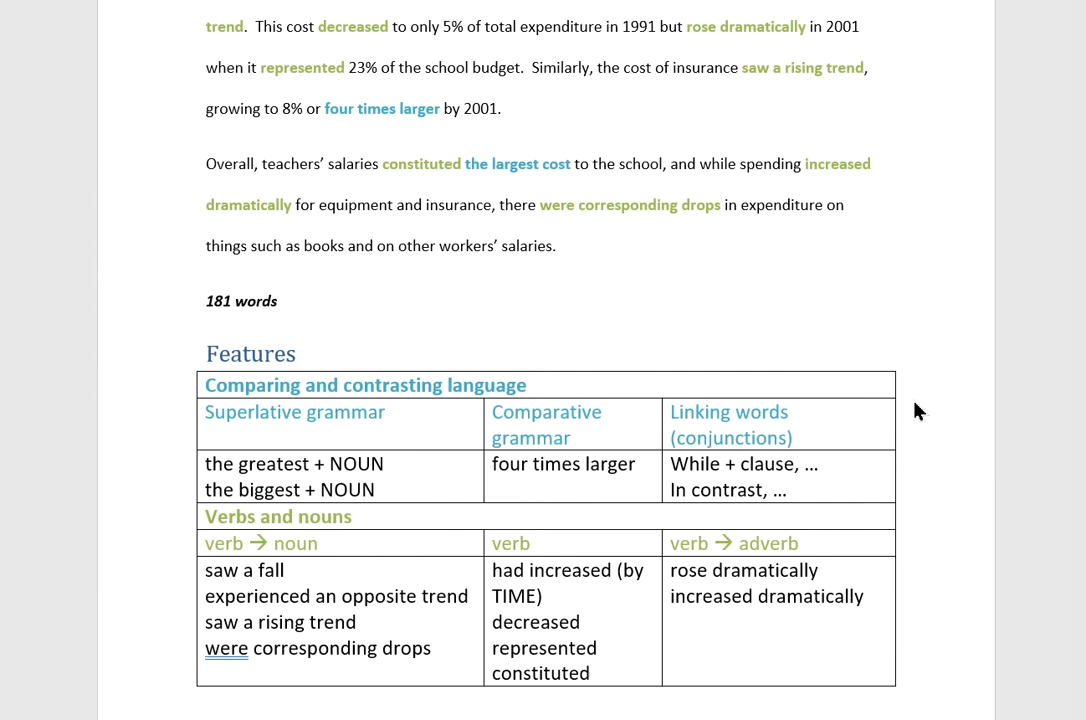 trend. This cost decreased to only 5% of total expenditure in 1991 but rose dramatically in 2001
when it represented 23% of the school budget. Similarly, the cost of insurance saw a rising trend,
growing to 8% or four times larger by 2001.
Overall, teachers’ salaries constituted the largest cost to the school, and while spending increased
dramatically for equipment and insurance, there were corresponding drops in expenditure on
things such as books and on other workers’ salaries.
181 words
Features
Comparing and contrasting language
Superlative grammar
Comparative
grammar
Linking words
(conjunctions)
the greatest + NOUN
the biggest + NOUN
four times larger
While + clause, ...
In contrast, ...
Verbs and nouns
verb → noun
verb
verb → adverb
saw a fall
experienced an opposite trend
saw a rising trend
were corresponding drops
had increased (by
TIME)
decreased
represented
constituted
rose dramatically
increased dramatically